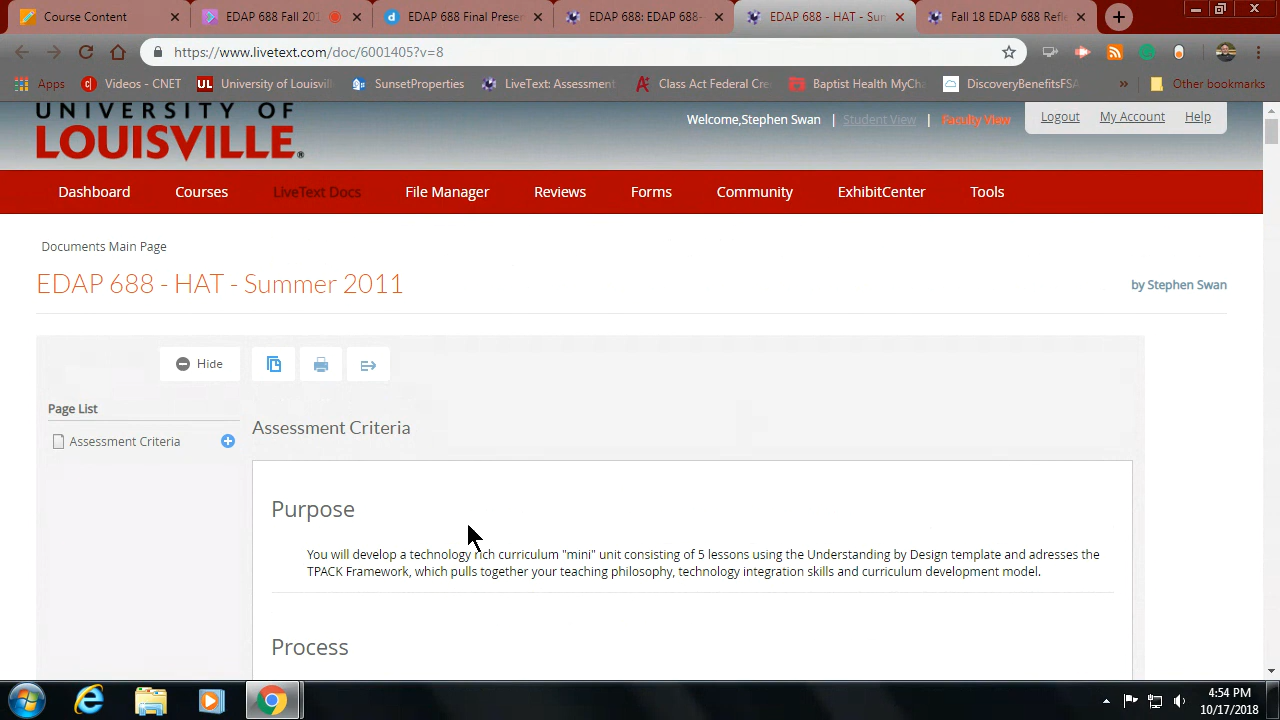 Course Content
EDAP 688 Fall 201
EDAP 688 Final Preser
EDAP 688: EDAP 688-
EDAP 688 - HAT - Sum
Fall 18 EDAP 688 Refle
https://www.livetext.com/doc/6001405?v=8
Apps
Videos - CNET
University of Louisvill
SunsetProperties
LiveText: Assessment
Class Act Federal Cre
Baptist Health MyCha
DiscoveryBenefitsFSA
»
Other bookmarks
UNIVERSITY OF
LOUISVILLE.
Welcome,Stephen Swan | Student View | Faculty View
Logout My Account Help
Dashboard Courses LiveText Docs File Manager Reviews Forms Community ExhibitCenter Tools
Documents Main Page
EDAP 688 - HAT - Summer 2011
by Stephen Swan
Hide
Page List
Assessment Criteria
Assessment Criteria
Purpose
You will develop a technology rich curriculum "mini" unit consisting of 5 lessons using the Understanding by Design template and adresses the
TPACK Framework, which pulls together your teaching philosophy, technology integration skills and curriculum development model.
Process
4:54 PM
10/17/2018